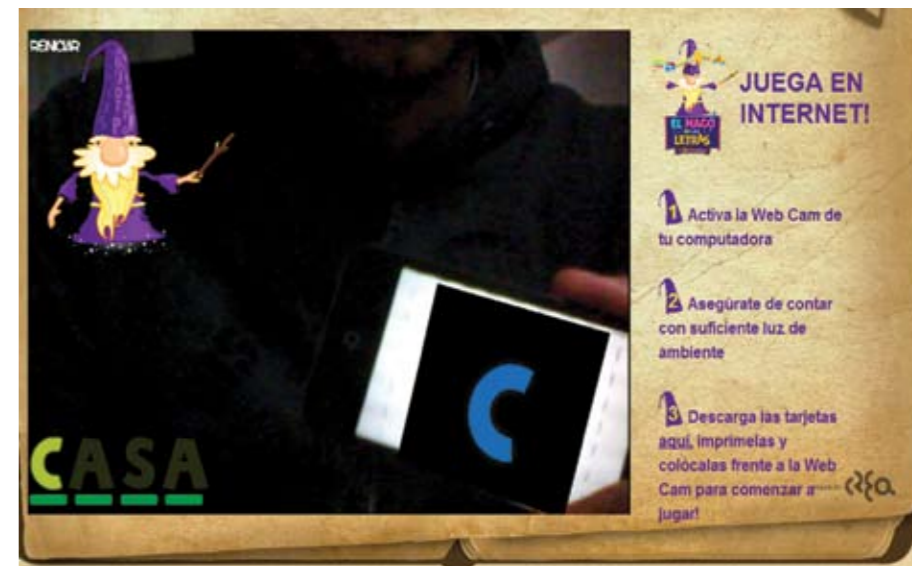 JUEGA EN
INTERNET!
EL MAGO
DE LAS
LETRAS
1 Activa la Web Cam de
tu computadora
2 Asegúrate de contar
con suficiente luz de
ambiente
3 Descarga las tarjetas
aquí, imprimelas y
colócalas frente a la Web
Cam para comenzar a
jugar!
CREA
C
CASA